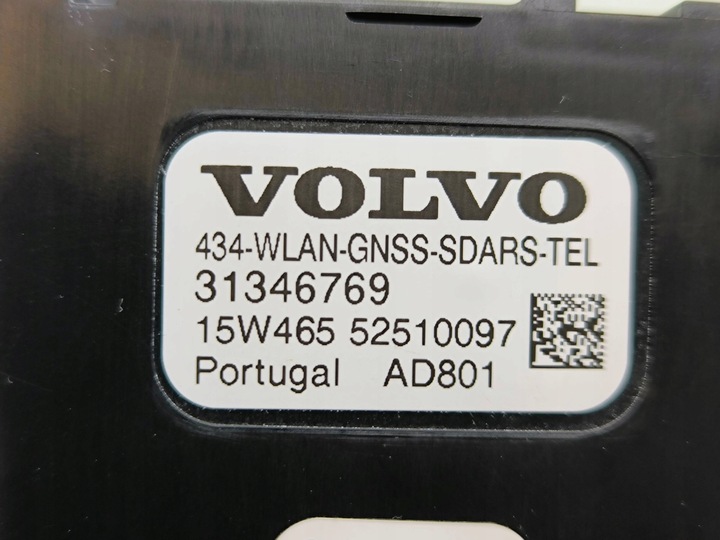 VOLVO
434-WLAN-GNSS-SDARS-TEL
31346769
15W465 52510097
Portugal AD801